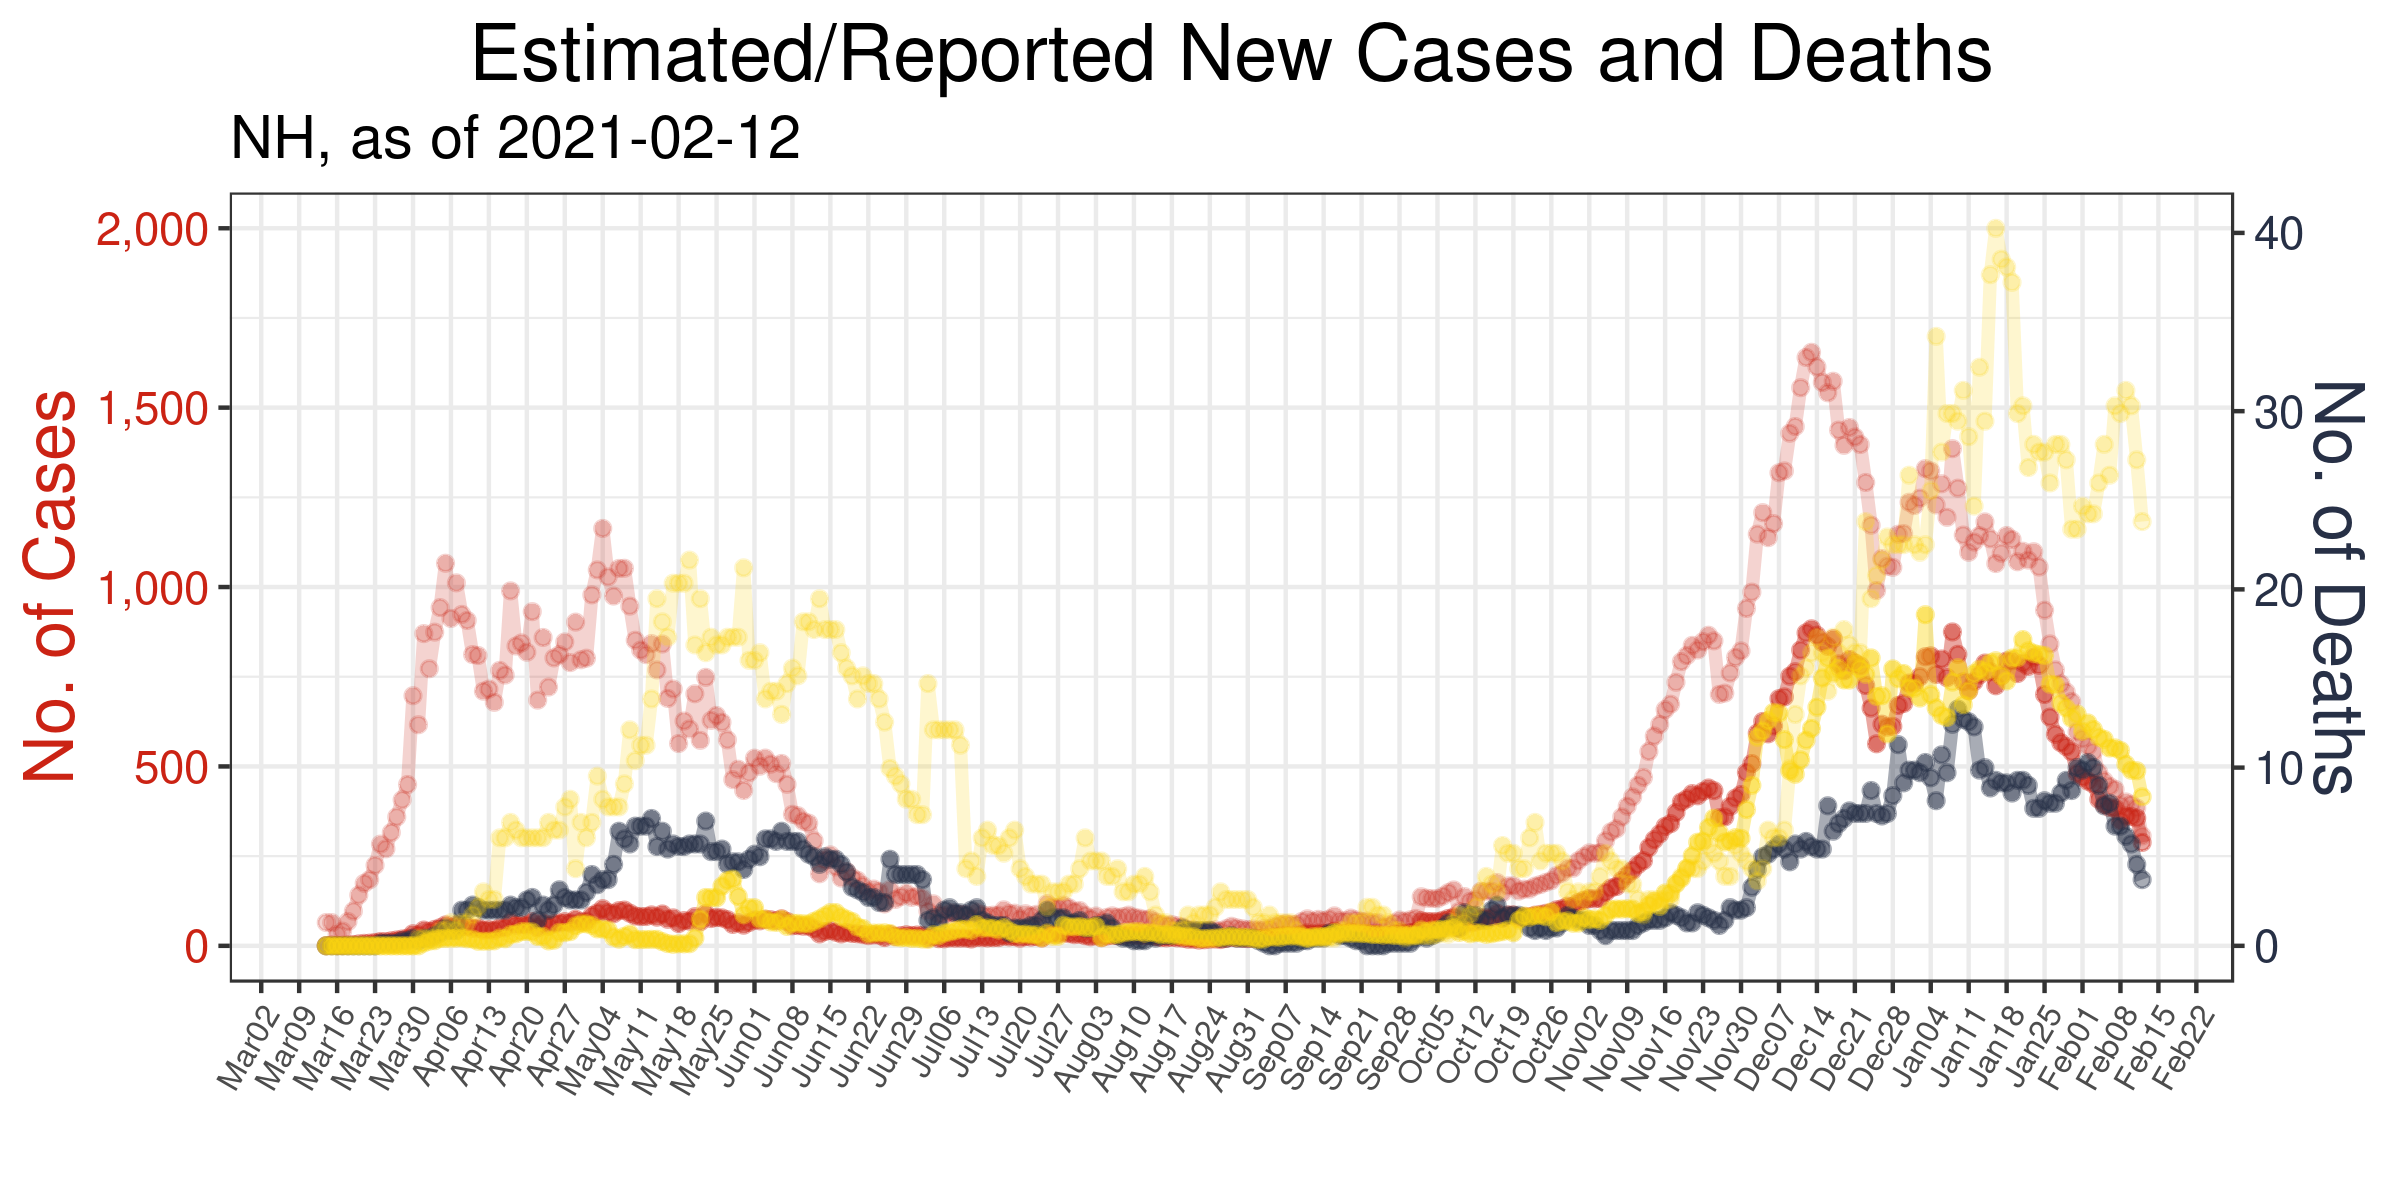 Estimated/Reported New Cases and Deaths
NH, as of 2021-02-12
No. of Cases
2,000
1,500
1,000
500
0
40
30
20
10
0
No. of Deaths
Mar02
Mar09
Mar16
Mar23
Mar30
Apr06
Apr13
Apr20
Apr27
May04
May11
May18
May25
Jun01
Jun08
Jun15
Jun22
Jun29
Jul06
Jul13
Jul20
Jul27
Aug03
Aug10
Aug17
Aug24
Aug31
Sep07
Sep14
Sep21
Sep28
Oct05
Oct12
Oct19
Oct26
Nov02
Nov09
Nov16
Nov23
Nov30
Dec07
Dec14
Dec21
Dec28
Jan04
Jan11
Jan18
Jan25
Feb01
Feb08
Feb15
Feb22